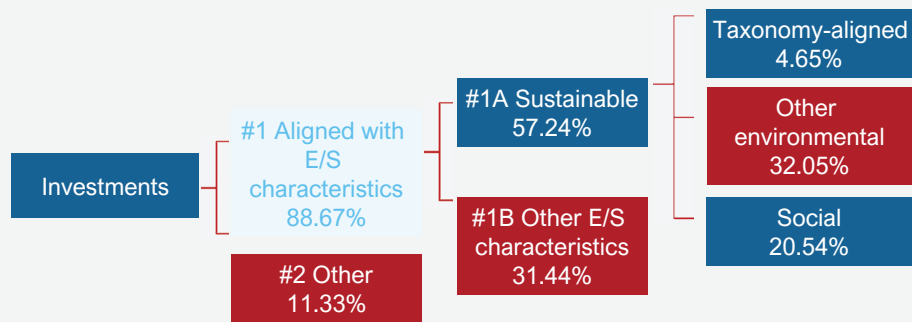 Investments
#1 Aligned with
E/S
characteristics
88.67%
#2 Other
11.33%
#1A Sustainable
57.24%
#1B Other E/S
characteristics
31.44%
Taxonomy-aligned
4.65%
Other
environmental
32.05%
Social
20.54%